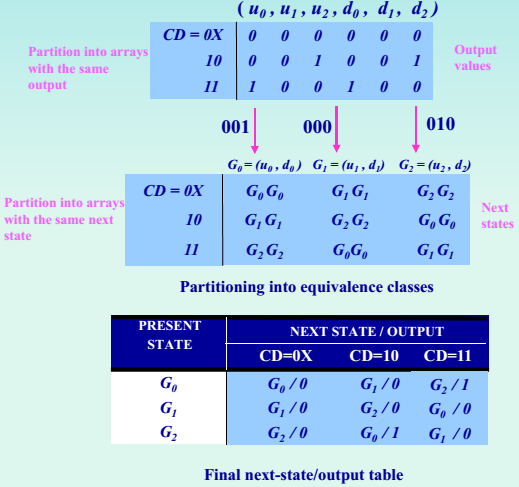 ( u0 , u1 , u2 , d0 , d1 , d2 )
Partition into arrays with the same output
CD = 0X 0 0 0 0 0 0
10 0 0 1 0 0 1
11 1 0 0 1 0 0
Output values
001 000 010
G0 = (u0 , d0 ) G1 = (u1 , d1) G2 = (u2 , d2)
Partition into arrays with the same next state
CD = 0X G0 G0 G1 G1 G2 G2
10 G1 G1 G2 G2 G0 G0
11 G2 G2 G0G0 G1 G1
Next states
Partitioning into equivalence classes
PRESENT STATE NEXT STATE / OUTPUT
CD=0X CD=10 CD=11
G0 G0 / 0 G1 / 0 G2 / 1
G1 G1 / 0 G2 / 0 G0 / 0
G2 G2 / 0 G0 / 1 G1 / 0
Final next-state/output table